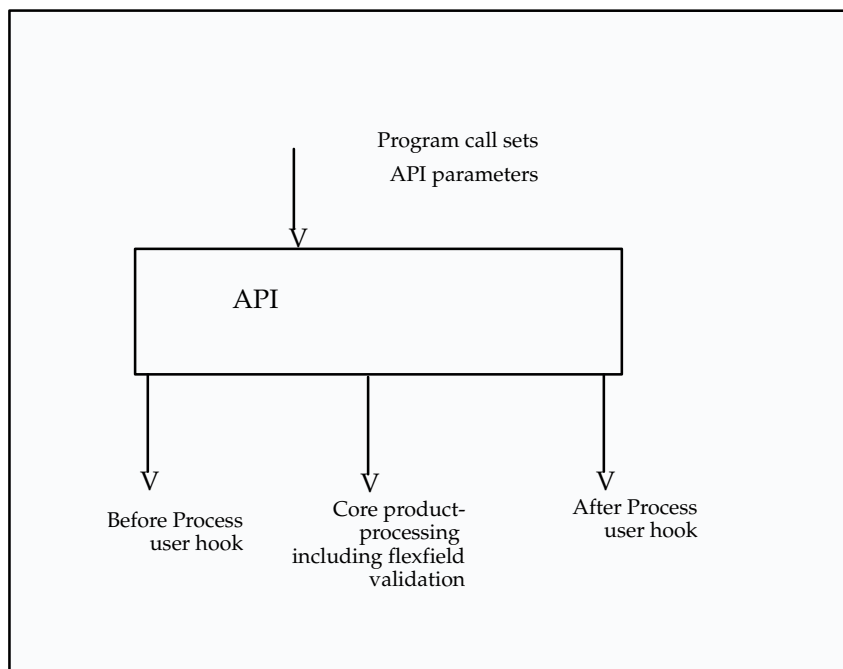 Program call sets
API parameters
V
API
V
V
V
Before Process
user hook
Core product-
processing
including flexfield
validation
After Process
user hook